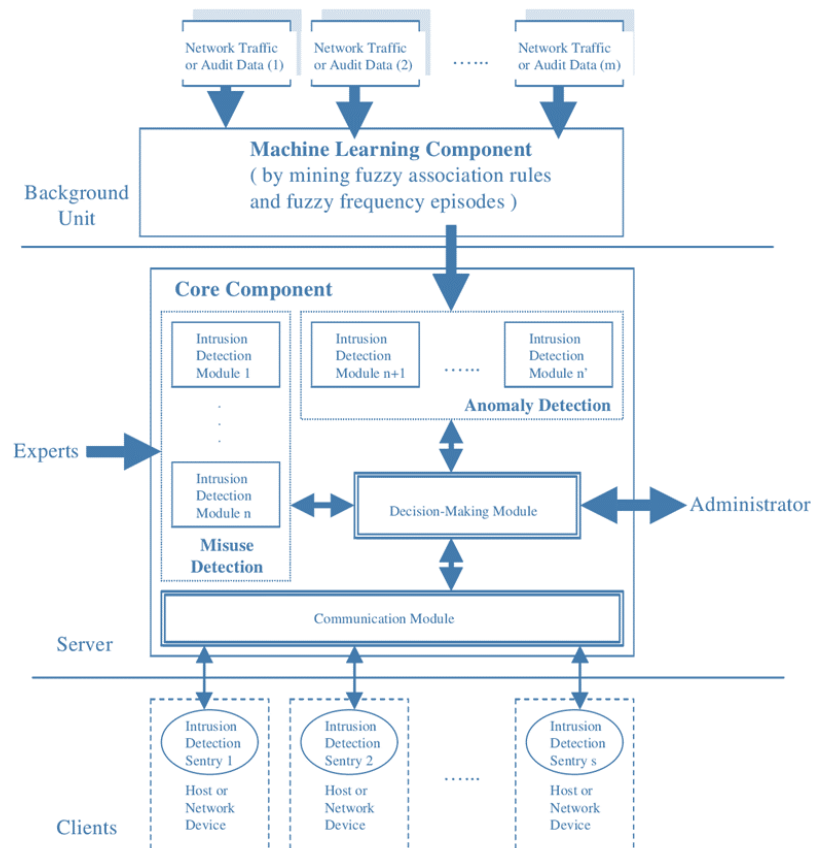 Network Traffic
or Audit Data (1)
Network Traffic
or Audit Data (2)
…...
Network Traffic
or Audit Data (m)
Machine Learning Component
( by mining fuzzy association rules
and fuzzy frequency episodes )
Background
Unit
Core Component
Intrusion
Detection
Module 1
Intrusion
Detection
Module n+1
…...
Intrusion
Detection
Module n'
Anomaly Detection
.
.
.
Experts
Intrusion
Detection
Module n
Misuse
Detection
Decision-Making Module
Administrator
Communication Module
Server
Intrusion
Detection
Sentry 1
Host or
Network
Device
Intrusion
Detection
Sentry 2
Host or
Network
Device
…...
Intrusion
Detection
Sentry s
Host or
Network
Device
Clients